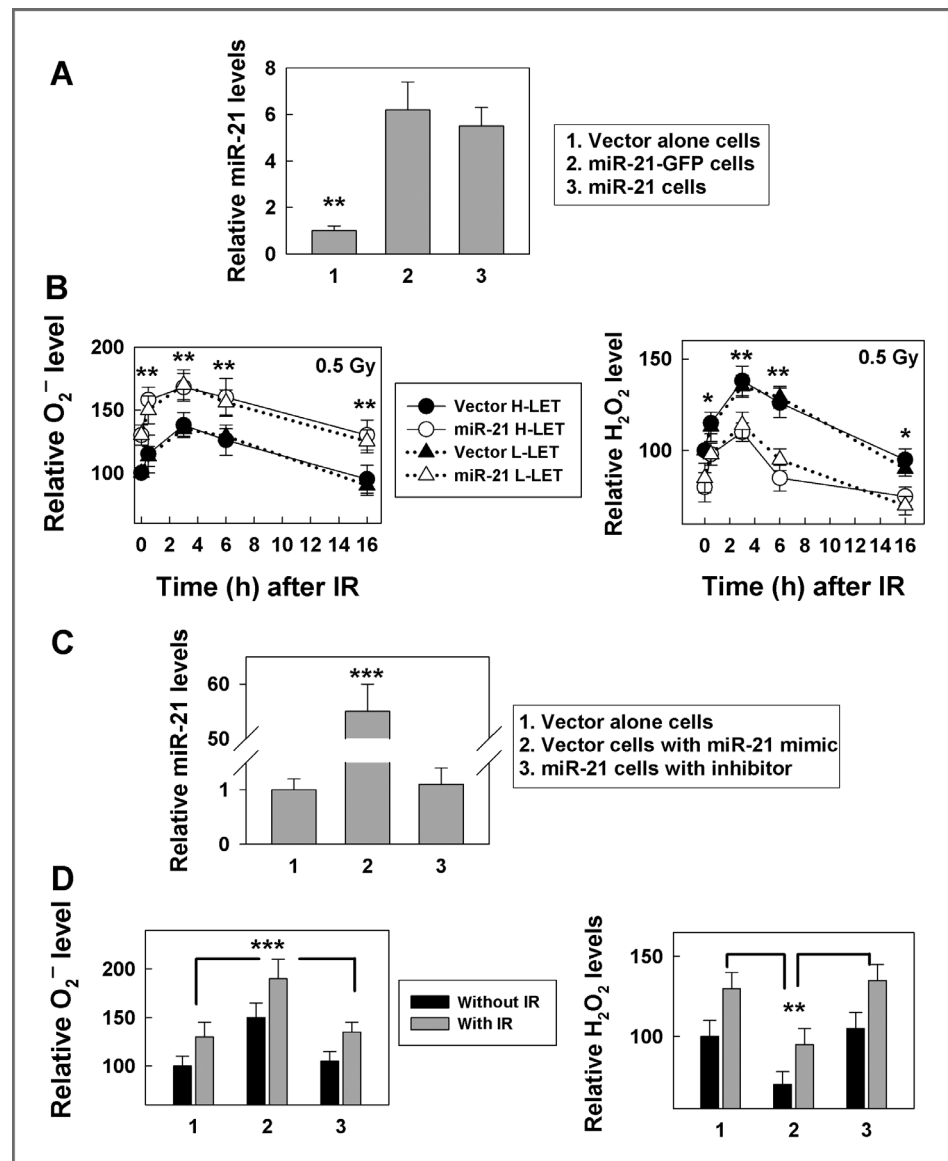 A
Relative miR-21 levels
8
6
4
2
0
**
1 2 3
1. Vector alone cells
2. miR-21-GFP cells
3. miR-21 cells
B
Relative O₂⁻ level
200
150
100
** ** ** **
0.5 Gy
0 2 4 6 8 10 12 14 16
Time (h) after IR
Vector H-LET
miR-21 H-LET
Vector L-LET
miR-21 L-LET
Relative H₂O₂ level
150
100
* ** ** *
0.5 Gy
0 2 4 6 8 10 12 14 16
Time (h) after IR
C
Relative miR-21 levels
60
50
1
0
***
1 2 3
1. Vector alone cells
2. Vector cells with miR-21 mimic
3. miR-21 cells with inhibitor
D
Relative O₂⁻ level
200
150
100
***
1 2 3
Without IR
With IR
Relative H₂O₂ levels
150
100
**
1 2 3